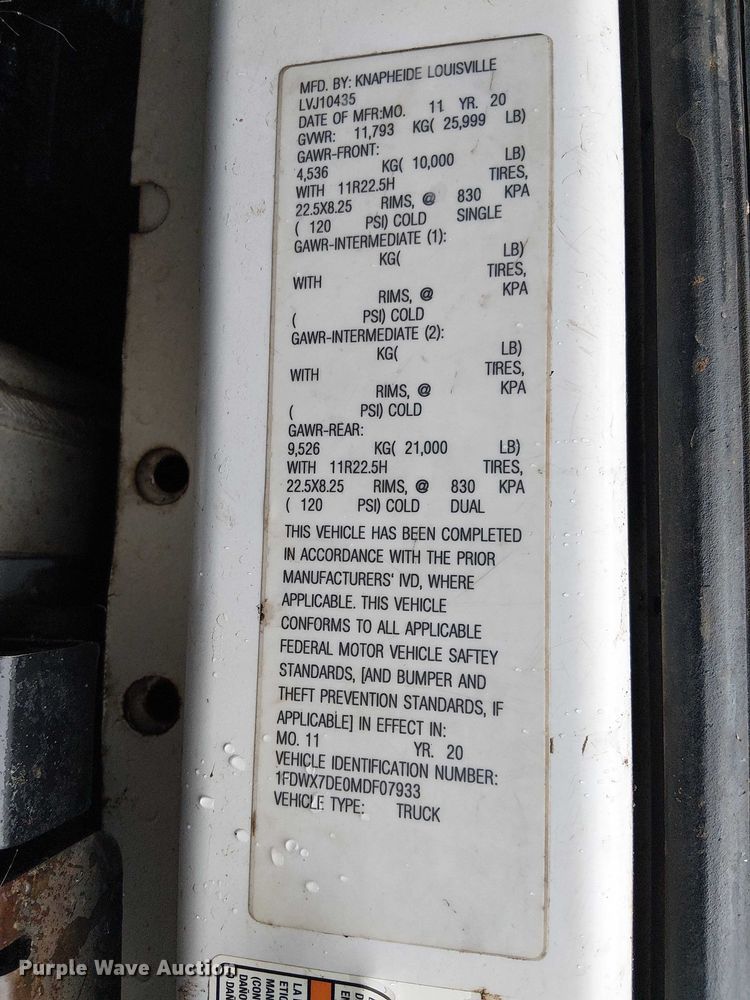 MFD. BY: KNAPHEIDE LOUISVILLE
LVJ10435
DATE OF MFR:MO. 11 YR. 20
GVWR: 11,793 KG( 25,999 LB)
GAWR-FRONT:
4,536 KG( 10,000 LB)
WITH 11R22.5H TIRES,
22.5X8.25 RIMS, @ 830 KPA
( 120 PSI) COLD SINGLE
GAWR-INTERMEDIATE (1):
KG( LB)
WITH TIRES,
RIMS, @ KPA
( PSI) COLD
GAWR-INTERMEDIATE (2):
KG( LB)
WITH TIRES,
RIMS, @ KPA
( PSI) COLD
GAWR-REAR:
9,526 KG( 21,000 LB)
WITH 11R22.5H TIRES,
22.5X8.25 RIMS, @ 830 KPA
( 120 PSI) COLD DUAL
THIS VEHICLE HAS BEEN COMPLETED
IN ACCORDANCE WITH THE PRIOR
MANUFACTURERS' IVD, WHERE
APPLICABLE. THIS VEHICLE
CONFORMS TO ALL APPLICABLE
FEDERAL MOTOR VEHICLE SAFTEY
STANDARDS, [AND BUMPER AND
THEFT PREVENTION STANDARDS, IF
APPLICABLE] IN EFFECT IN:
MO. 11 YR. 20
VEHICLE IDENTIFICATION NUMBER:
1FDWX7DE0MDF07933
VEHICLE TYPE: TRUCK
LA
ETIC
MAN
(CON
DAÑO
DAÑ
Purple Wave Auction